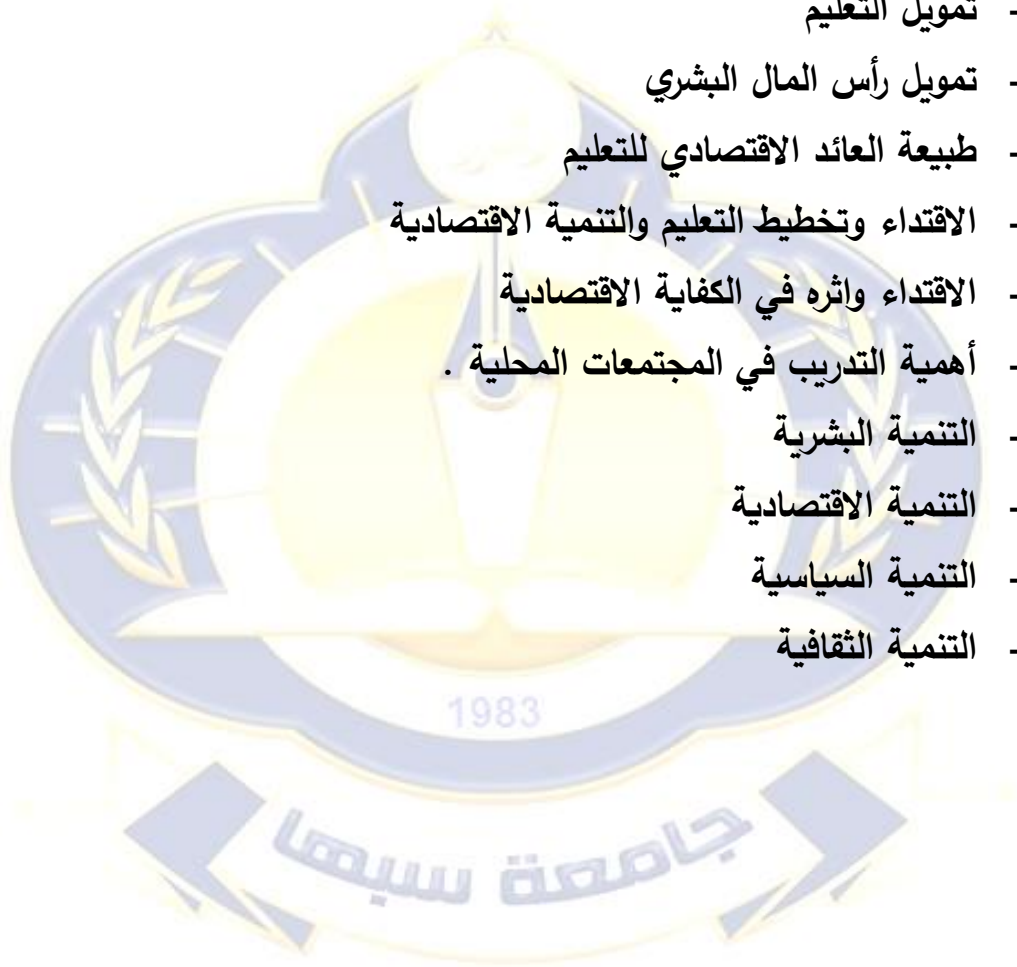 - تمويل التعليم
- تمويل رأس المال البشري
- طبيعة العائد الاقتصادي للتعليم
- الاقتداء وتخطيط التعليم والتنمية الاقتصادية
- الاقتداء واثره في الكفاية الاقتصادية
- أهمية التدريب في المجتمعات المحلية .
- التنمية البشرية
- التنمية الاقتصادية
- التنمية السياسية
- التنمية الثقافية
1983
جامعة سبها